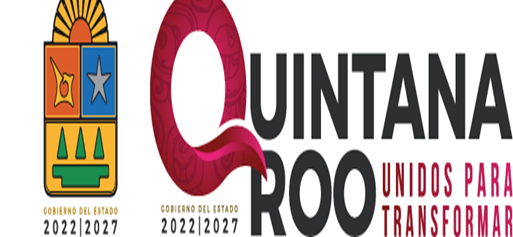 GOBIERNO DEL ESTADO
2022|2027
QUINTANA
ROO
UNIDOS PARA
TRANSFORMAR
GOBIERNO DEL ESTADO
2022|2027